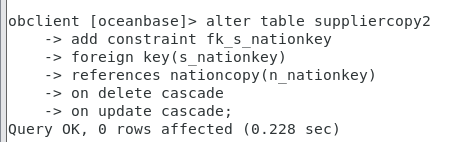 obclient [oceanbase]> alter table suppliercopy2
    -> add constraint fk_s_nationkey
    -> foreign key(s_nationkey)
    -> references nationcopy(n_nationkey)
    -> on delete cascade
    -> on update cascade;
Query OK, 0 rows affected (0.228 sec)